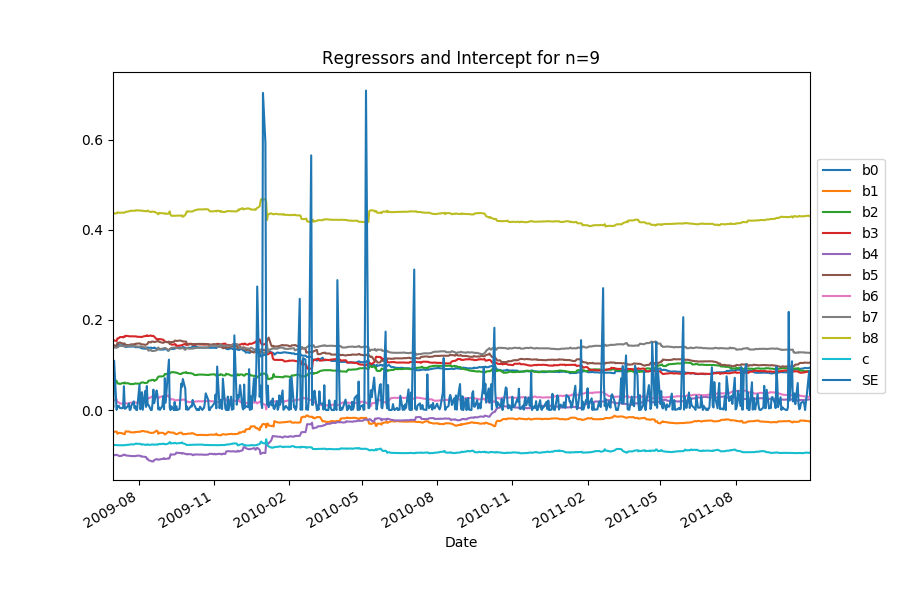 Regressors and Intercept for n=9
0.6
0.4
0.2
0.0
2009-08
2009-11
2010-02
2010-05
2010-08
2010-11
2011-02
2011-05
2011-08
Date
b0
b1
b2
b3
b4
b5
b6
b7
b8
c
SE